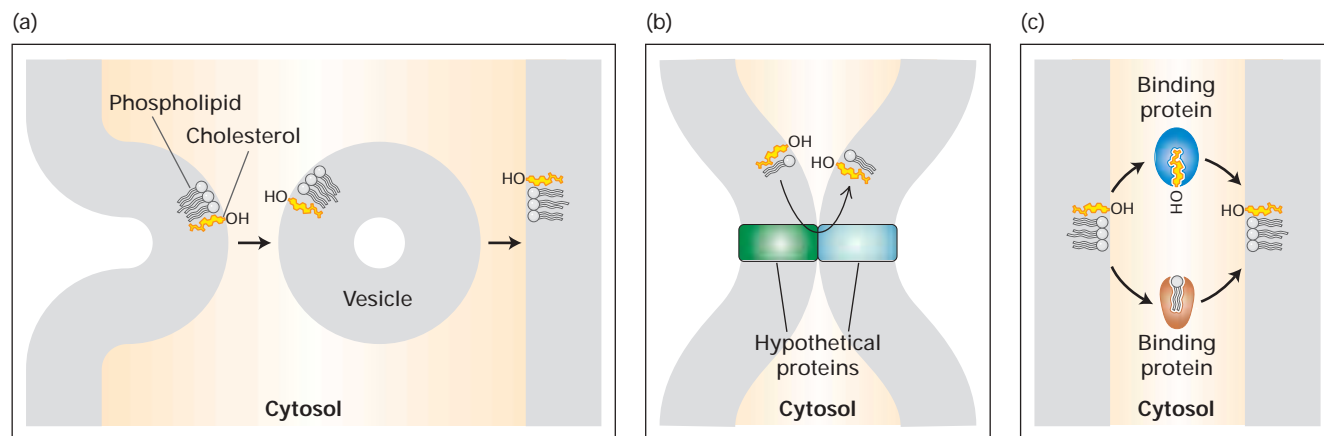 (a)
Phospholipid
Cholesterol
OH
HO
HO
Vesicle
Cytosol
(b)
OH
HO
Hypothetical
proteins
Cytosol
(c)
Binding
protein
HO
OH
HO
Binding
protein
Cytosol